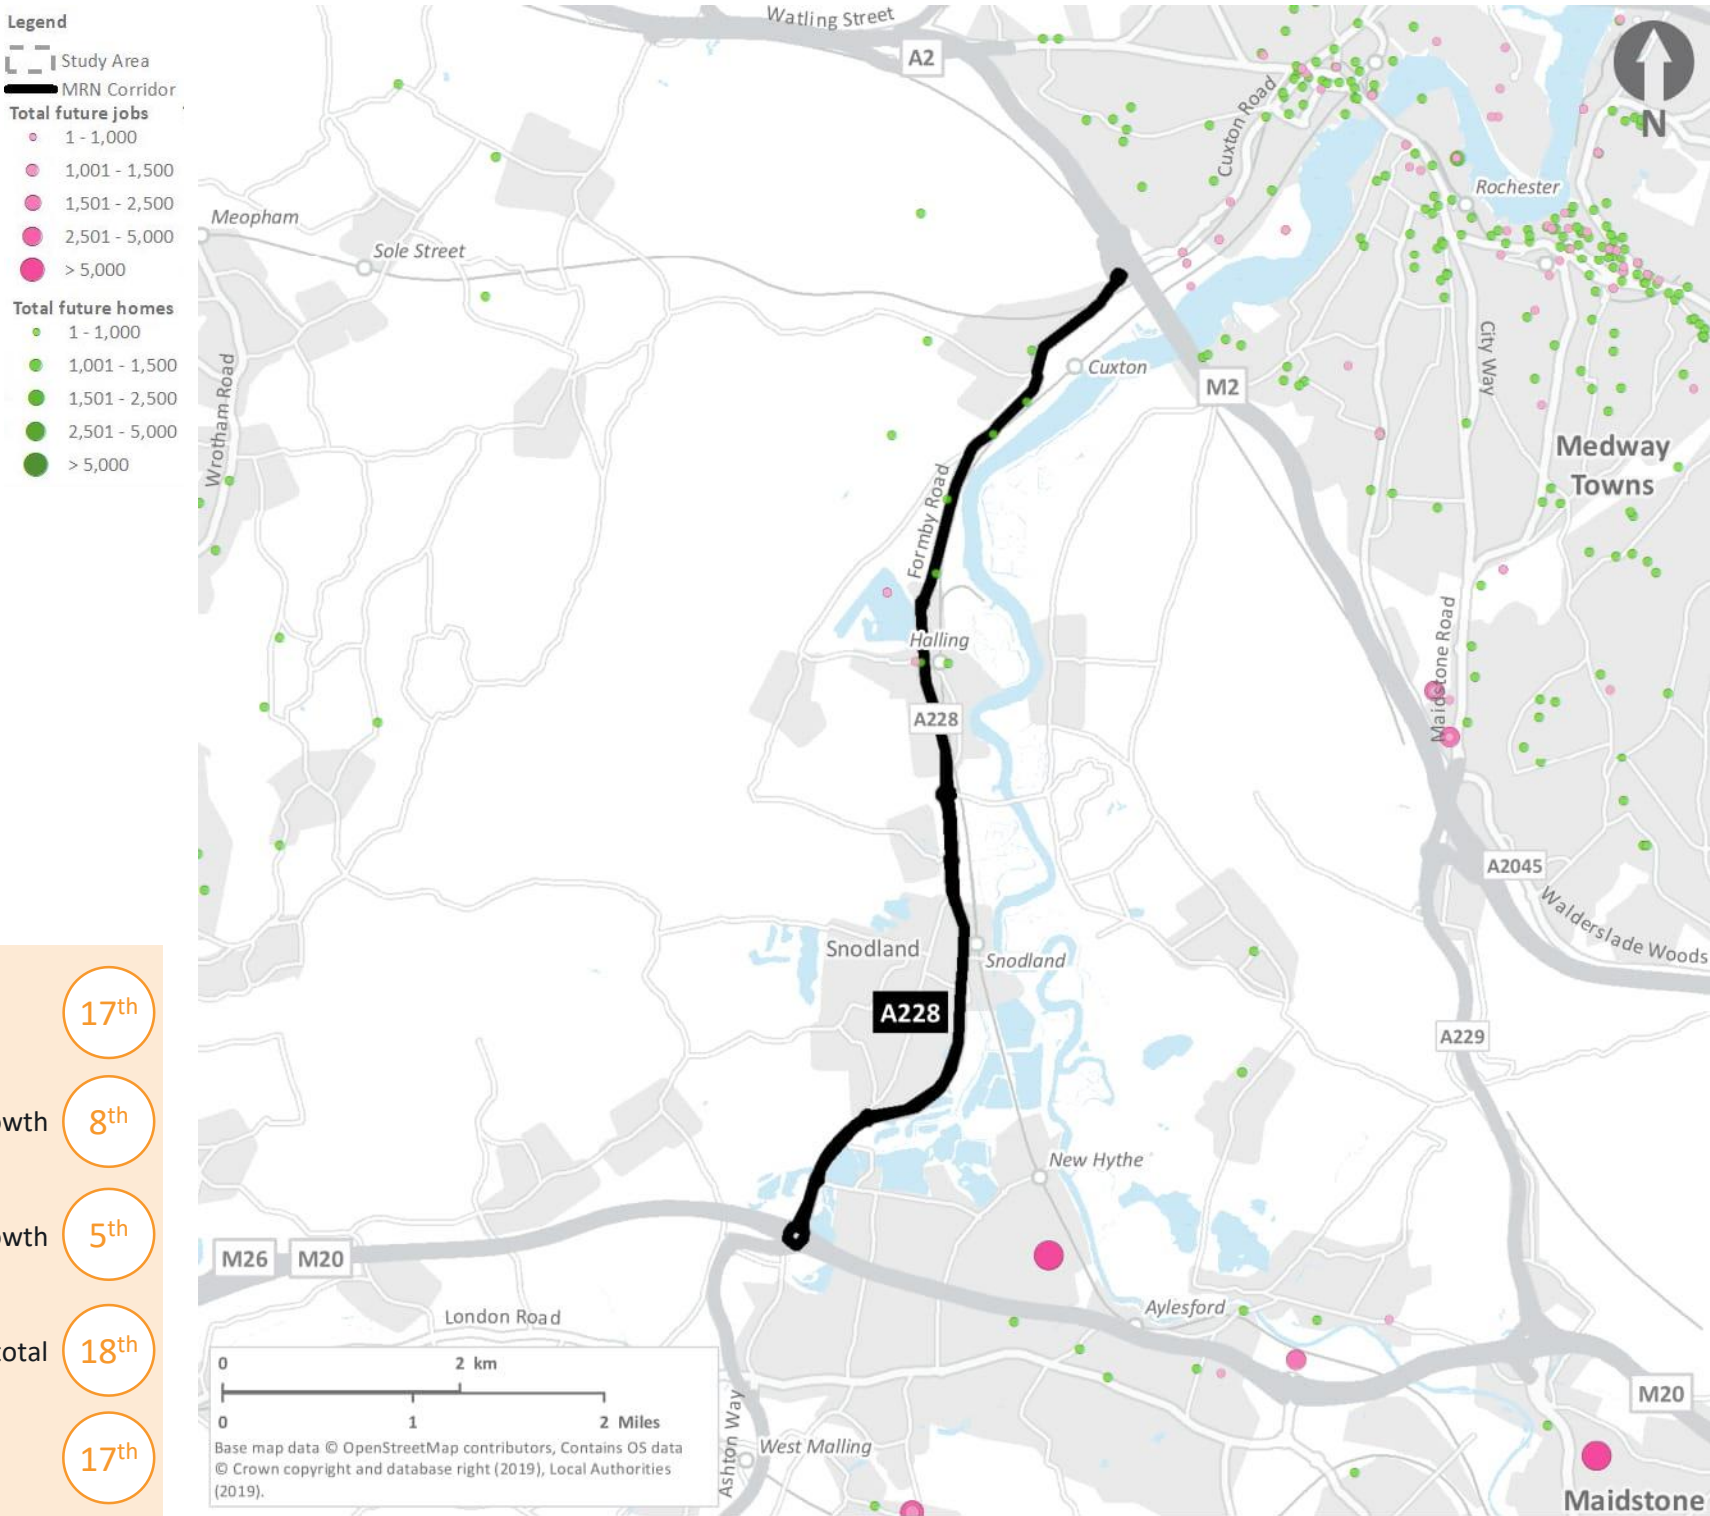 Legend
Study Area
MRN Corridor
Total future jobs
1 - 1,000
1,001 - 1,500
1,501 - 2,500
2,501 - 5,000
> 5,000
Total future homes
1 - 1,000
1,001 - 1,500
1,501 - 2,500
2,501 - 5,000
> 5,000
17th
owth 8th
owth 5th
total 18th
17th
Watling Street
A2
Cuxton Road
N
Rochester
Meopham
Sole Street
Cuxton
M2
City Way
Wrotham Road
Medway
Towns
Formby Road
Halling
Maidstone Road
A228
A2045
Walderslade Woods
Snodland
Snodland
A228
A229
New Hythe
M26
M20
London Road
Aylesford
M20
0 2 km
0 1 2 Miles
Base map data © OpenStreetMap contributors, Contains OS data
© Crown copyright and database right (2019), Local Authorities
(2019).
Ashton Way
West Malling
Maidstone